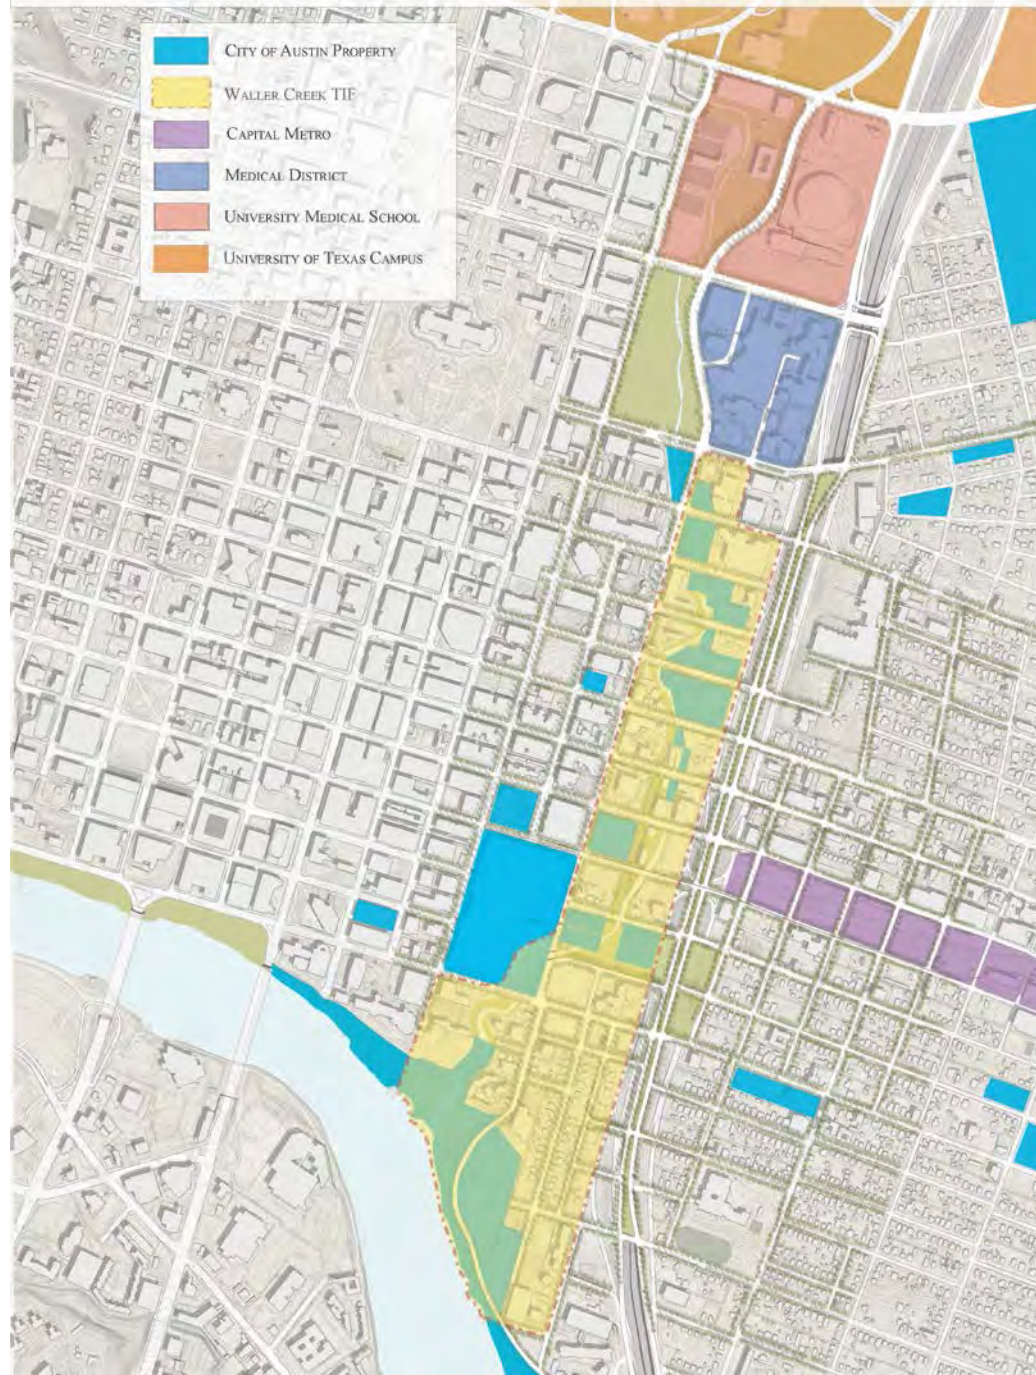 City of Austin Property
Waller Creek TIF
Capital Metro
Medical District
University Medical School
University of Texas Campus